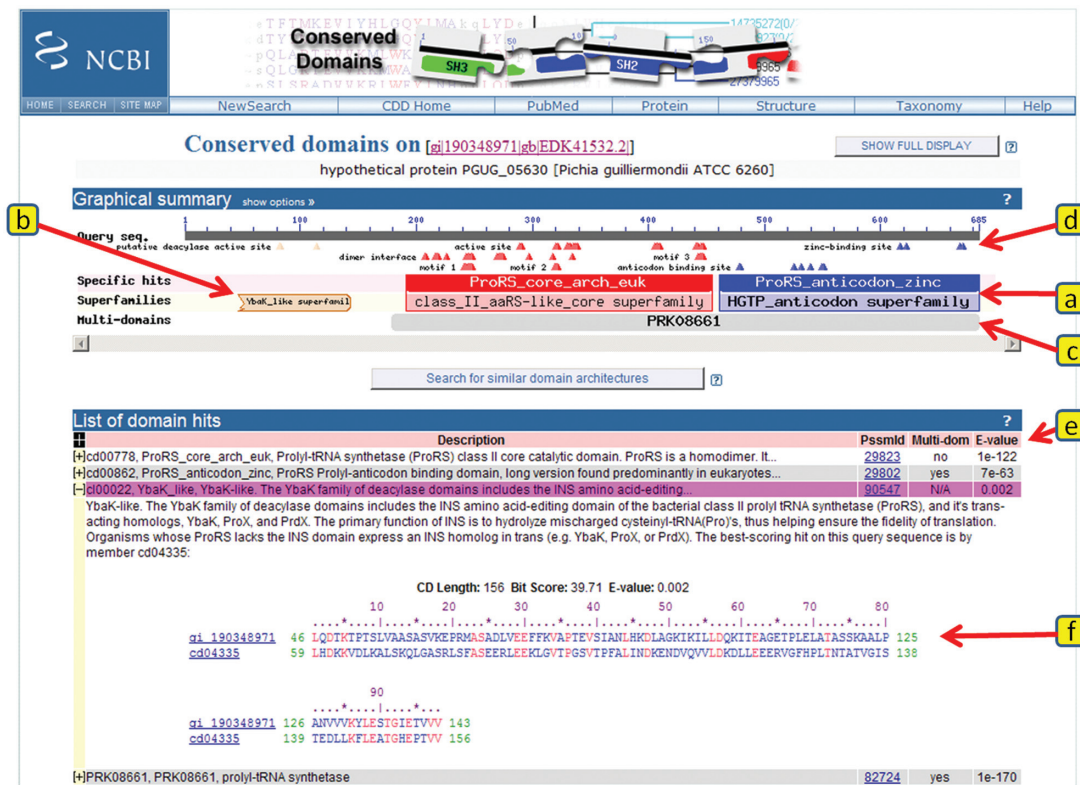 NCBI
Conserved
Domains
SH3
SH2
HOME SEARCH SITE MAP NewSearch CDD Home PubMed Protein Structure Taxonomy Help
Conserved domains on [gi|190348971|gb|EDK41532.2|]
SHOW FULL DISPLAY ?
hypothetical protein PGUG_05630 [Pichia guilliermondii ATCC 6260]
Graphical summary show options » ?
b
1 100 200 300 400 500 600 685
Query seq.
d
putative deacylase active site active site zinc-binding site
dimer interface motif 3
motif 1 motif 2 anticodon binding site
Specific hits ProRS_core_arch_euk ProRS_anticodon_zinc
a
Superfamilies YbaK_like superfamil class_II_aaRS-like_core superfamily HGTP_anticodon superfamily
Multi-domains PRK08661
c
Search for similar domain architectures ?
List of domain hits ?
e
+ Description PssmId Multi-dom E-value
[+]cd00778, ProRS_core_arch_euk, Prolyl-tRNA synthetase (ProRS) class II core catalytic domain. ProRS is a homodimer. It... 29823 no 1e-122
[+]cd00862, ProRS_anticodon_zinc, ProRS Prolyl-anticodon binding domain, long version found predominantly in eukaryotes... 29802 yes 7e-63
[–]cl00022, YbaK_like, YbaK-like. The YbaK family of deacylase domains includes the INS amino acid-editing... 90547 N/A 0.002
YbaK-like. The YbaK family of deacylase domains includes the INS amino acid-editing domain of the bacterial class II prolyl tRNA synthetase (ProRS), and it's trans-
acting homologs, YbaK, ProX, and PrdX. The primary function of INS is to hydrolyze mischarged cysteinyl-tRNA(Pro)'s, thus helping ensure the fidelity of translation.
Organisms whose ProRS lacks the INS domain express an INS homolog in trans (e.g. YbaK, ProX, or PrdX). The best-scoring hit on this query sequence is by
member cd04335:
CD Length: 156 Bit Score: 39.71 E-value: 0.002
10 20 30 40 50 60 70 80
....*....|....*....|....*....|....*....|....*....|....*....|....*....|....*....|
gi 190348971 46 LQDTKTPTSLVAASASVKEPRMASADLVEEFFKVAPTEVSIANLHKDLAGKIKILLDQKITEAGETPLELATASSKAALP 125
cd04335 59 LHDKKVDLKALSKQLGASRLSFASEERLEEKLGVTPGSVTPFALINDKENDVQVVLDKDLLEEERVGFHPLTNTATVGIS 138
f
90
....*....|....*...
gi 190348971 126 ANVVVKYLESTGIETVVV 143
cd04335 139 TEDLLKFLEATGHEPTVV 156
[+]PRK08661, PRK08661, prolyl-tRNA synthetase 82724 yes 1e-170